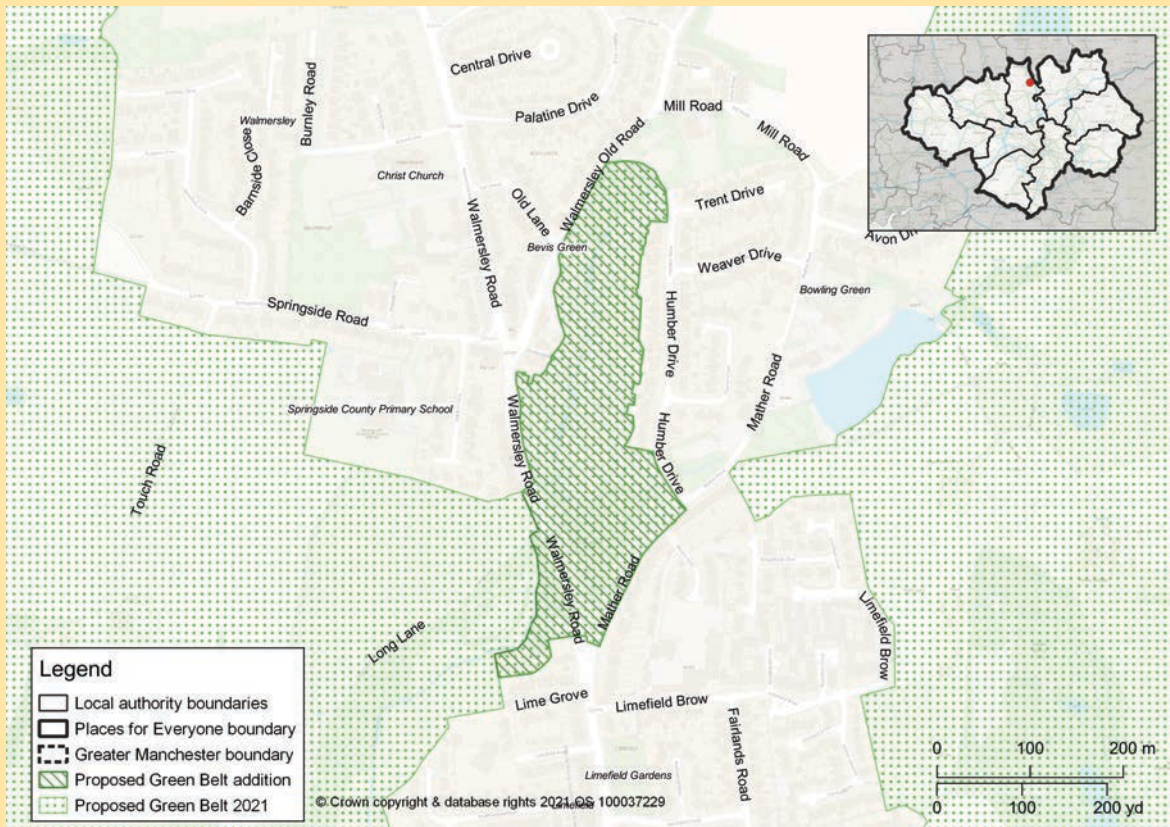 Central Drive
Burnley Road
Walmersley
Barnside Close
Palatine Drive
Mill Road
Mill Road
Walmersley Old Road
Christ Church
Old Lane
Walmersley Road
Bevis Green
Trent Drive
Weaver Drive
Avon Dri
Bowling Green
Springside Road
Humber Drive
Mather Road
Springside County Primary School
Walmersley Road
Humber Drive
Touch Road
Walmersley Road
Mather Road
Long Lane
Limefield Brow
Lime Grove
Limefield Brow
Fairlands Road
Limefield Gardens
Limefield
Legend
Local authority boundaries
Places for Everyone boundary
Greater Manchester boundary
Proposed Green Belt addition
Proposed Green Belt 2021
© Crown copyright & database rights 2021 OS 100037229
0 100 200 m
0 100 200 yd